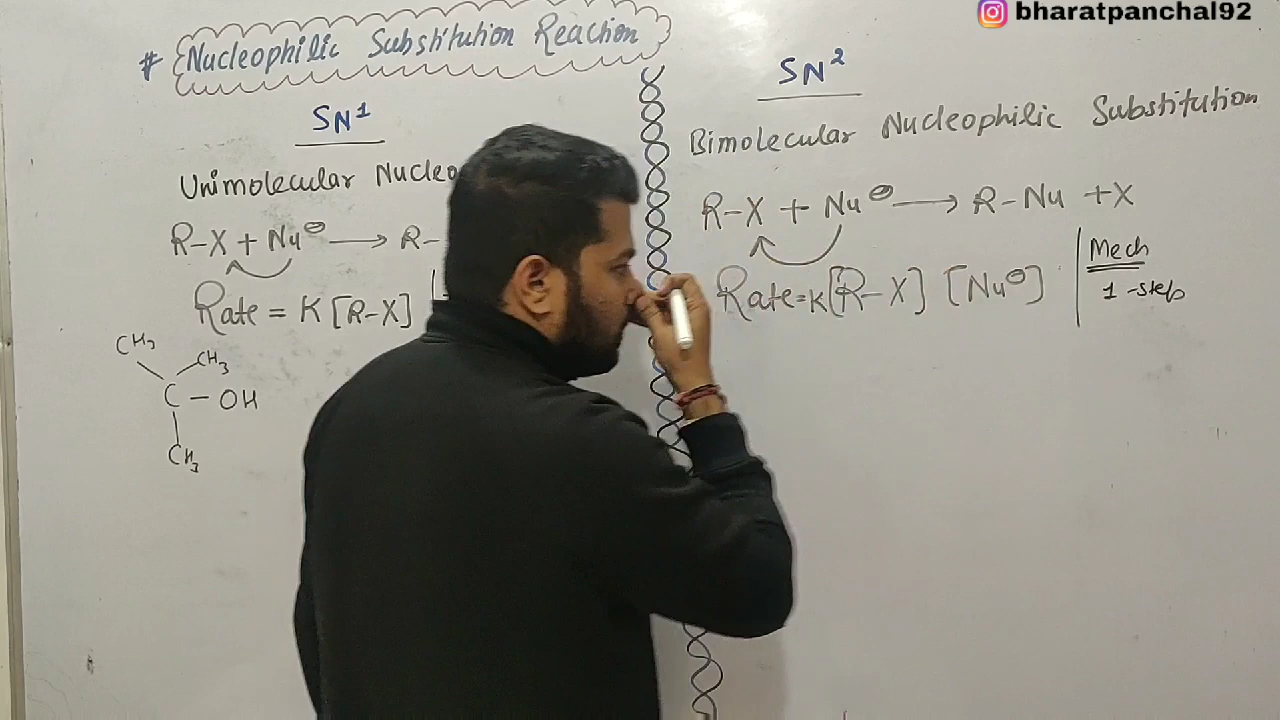 bharatpanchal92
# Nucleophilic Substitution Reaction
SN¹
Unimolecular
R-X + Nu⊖ → R-
Rate = K [R-X]
CH₃
CH₃
C - OH
CH₃
SN²
Bimolecular Nucleophilic Substitution
R-X + Nu⊖ → R-Nu + X
Rate = K [R-X] [Nu⊖]
Mech
1-step